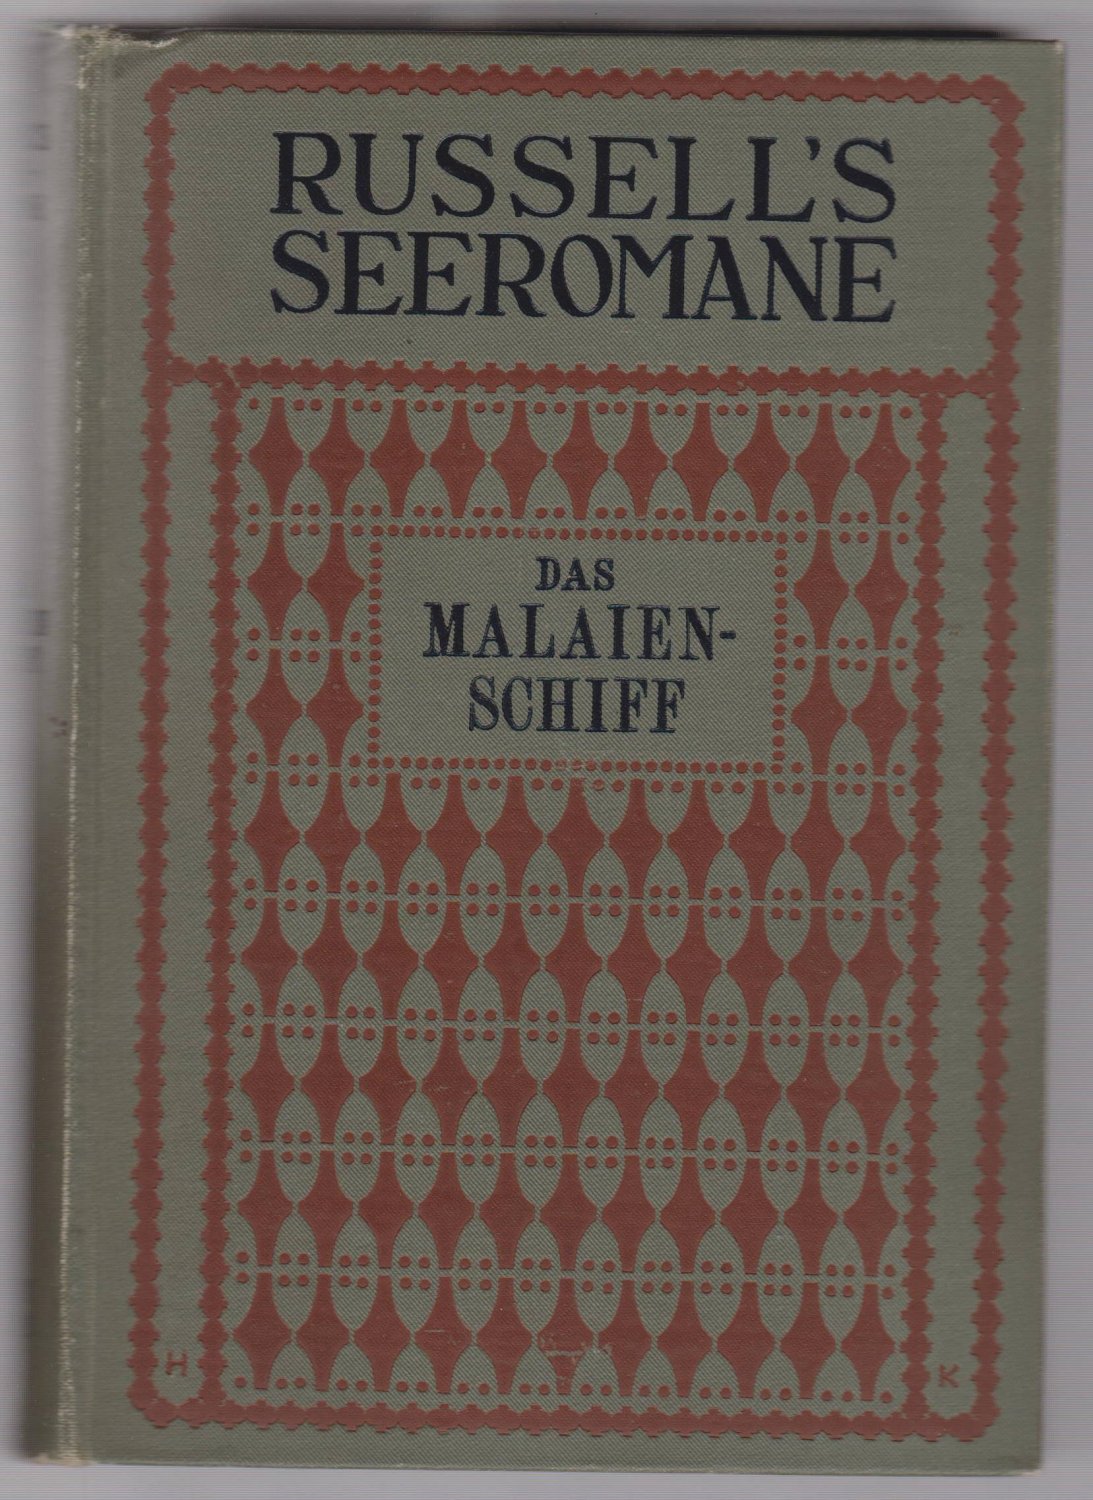 RUSSELL'S
SEEROMANE
DAS
MALAIEN-
SCHIFF
H K